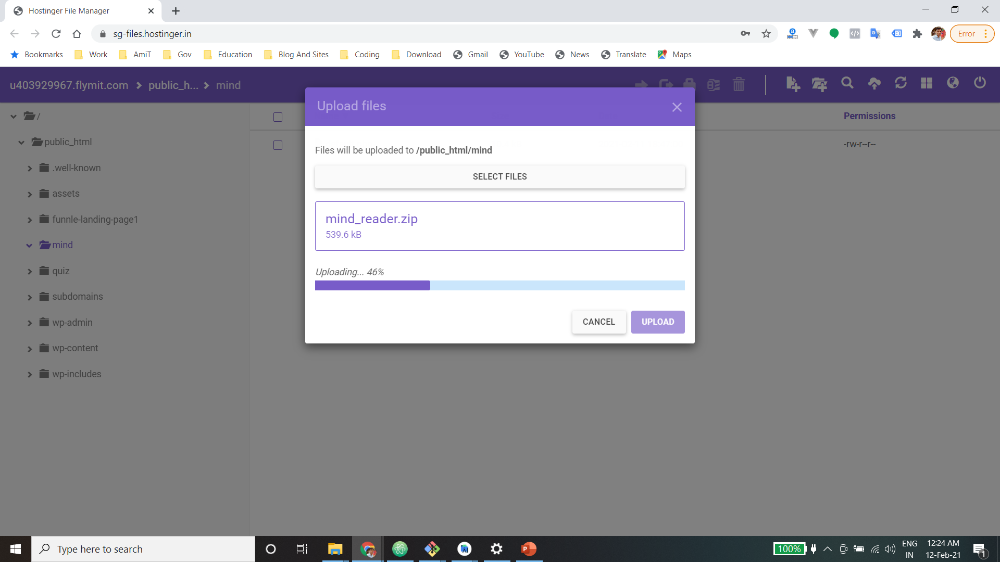 Hostinger File Manager
sg-files.hostinger.in
Error
Bookmarks Work AmiT Gov Education Blog And Sites Coding Download Gmail YouTube News Translate Maps
u403929967.flymit.com > public_h... > mind
Upload files
/
Permissions
public_html
-rw-r--r--
Files will be uploaded to /public_html/mind
.well-known
SELECT FILES
assets
funnle-landing-page1
mind_reader.zip
539.6 kB
mind
quiz
Uploading... 46%
subdomains
wp-admin
CANCEL UPLOAD
wp-content
wp-includes
Type here to search
100%
ENG
IN
12:24 AM
12-Feb-21
1